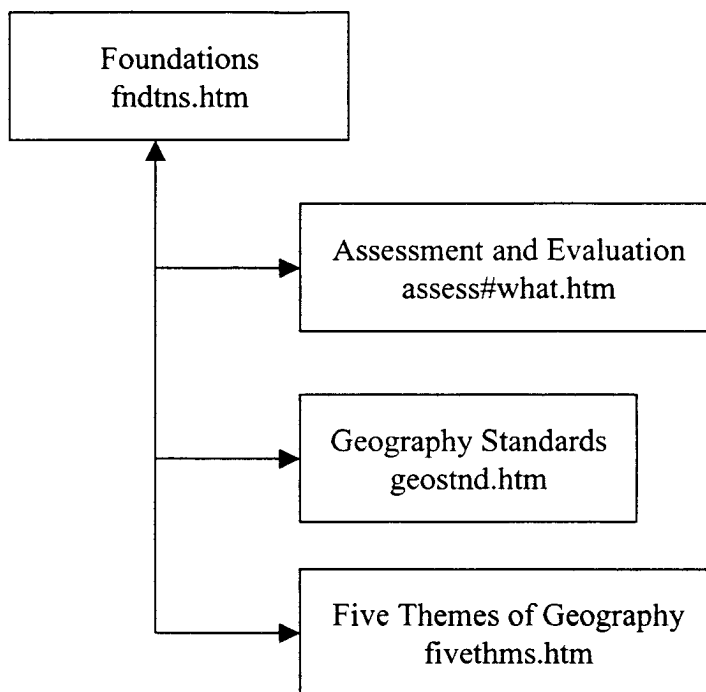 Foundations
fndtns.htm
Assessment and Evaluation
assess#what.htm
Geography Standards
geostnd.htm
Five Themes of Geography
fivethms.htm